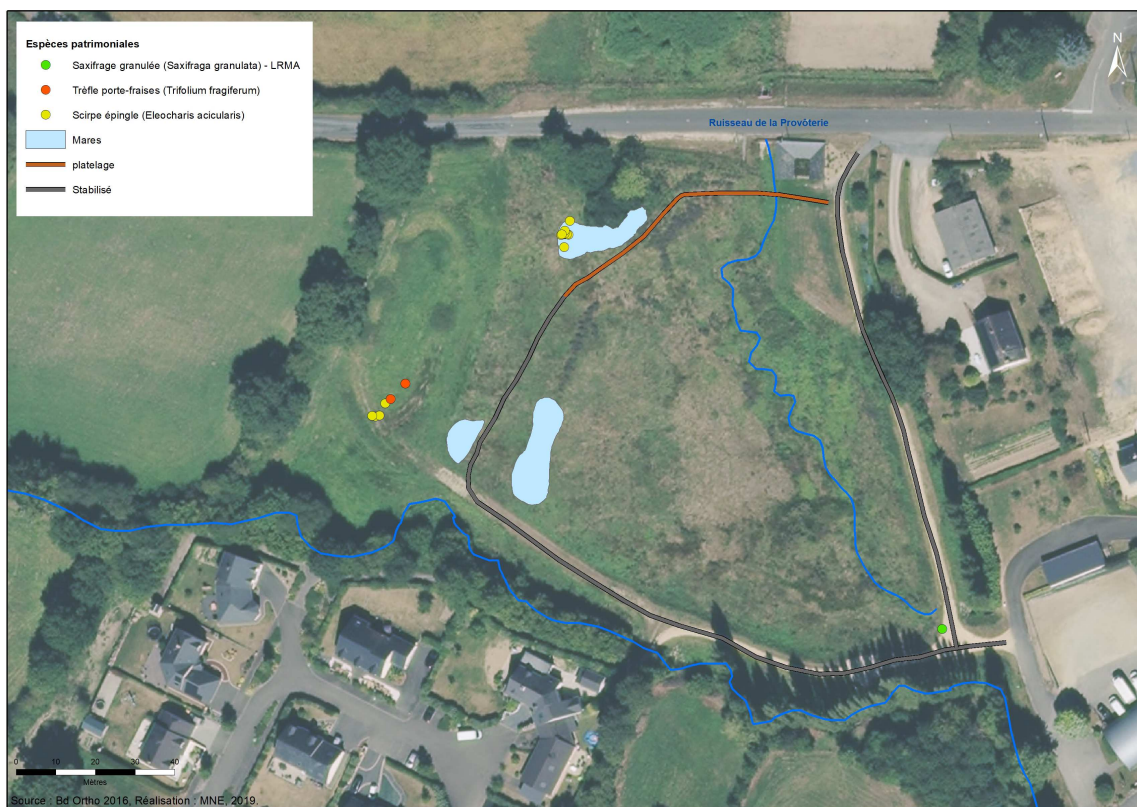 Espèces patrimoniales
Saxifrage granulée (Saxifraga granulata) - LRMA
Trèfle porte-fraises (Trifolium fragiferum)
Scirpe épingle (Eleocharis acicularis)
Mares
platelage
Stabilisé
N
Ruisseau de la Provôterie
0 10 20 30 40
Mètres
Source : Bd Ortho 2016, Réalisation : MNE, 2019.